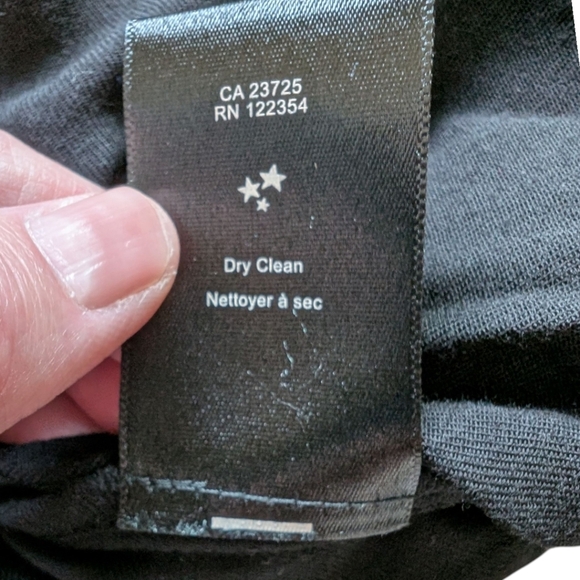 CA 23725
RN 122354
Dry Clean
Nettoyer à sec